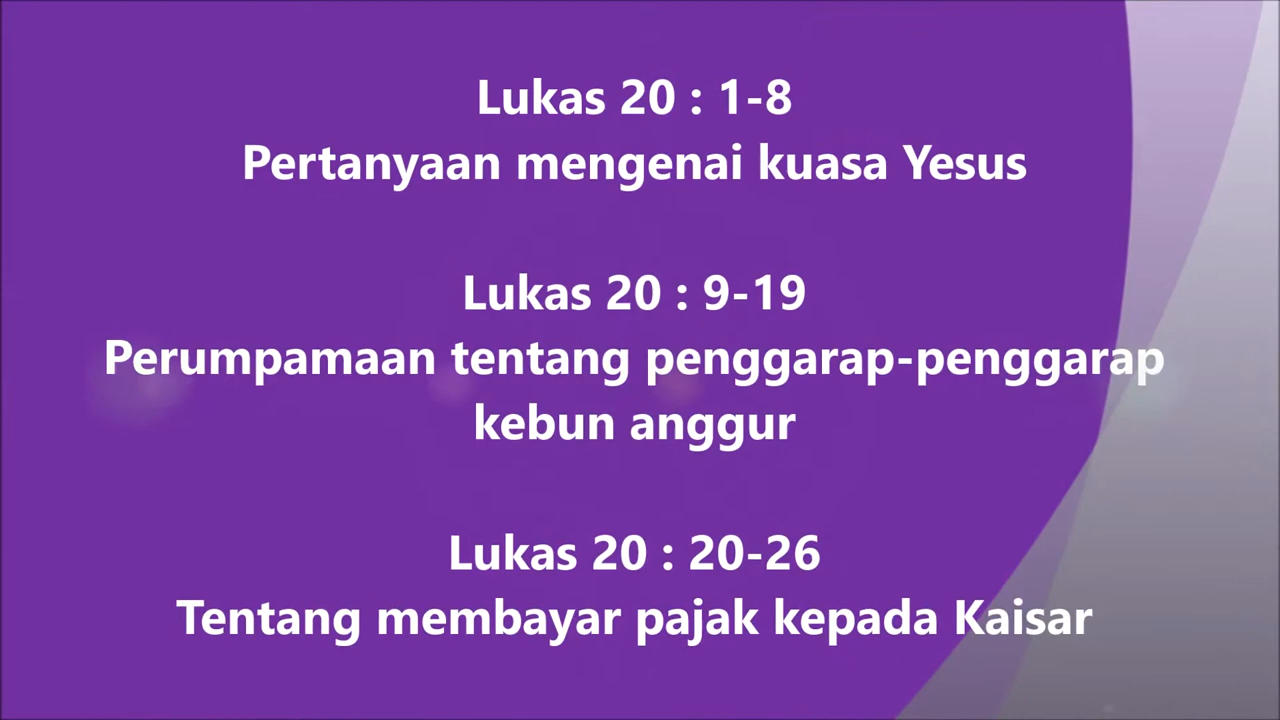 Lukas 20 : 1-8
Pertanyaan mengenai kuasa Yesus
Lukas 20 : 9-19
Perumpamaan tentang penggarap-penggarap
kebun anggur
Lukas 20 : 20-26
Tentang membayar pajak kepada Kaisar